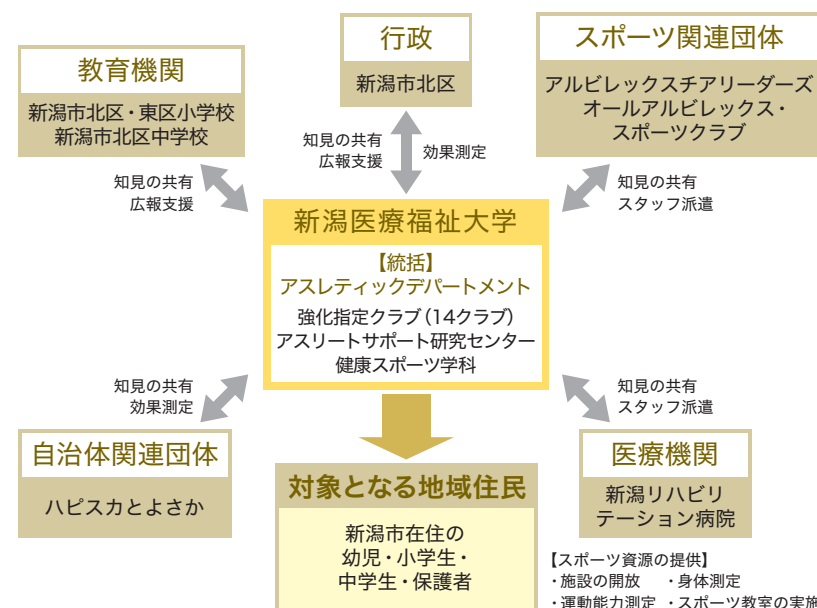 行政
新潟市北区
教育機関
新潟市北区・東区小学校
新潟市北区中学校
スポーツ関連団体
アルビレックスチアリーダーズ
オールアルビレックス・
スポーツクラブ
知見の共有
広報支援
効果測定
知見の共有
広報支援
知見の共有
スタッフ派遣
新潟医療福祉大学
【統括】
アスレティックデパートメント
強化指定クラブ（14クラブ）
アスリートサポート研究センター
健康スポーツ学科
知見の共有
効果測定
知見の共有
スタッフ派遣
自治体関連団体
ハピスカとよさか
医療機関
新潟リハビリ
テーション病院
対象となる地域住民
新潟市在住の
幼児・小学生・
中学生・保護者
【スポーツ資源の提供】
・施設の開放 ・身体測定
・運動能力測定 ・スポーツ教室の実施